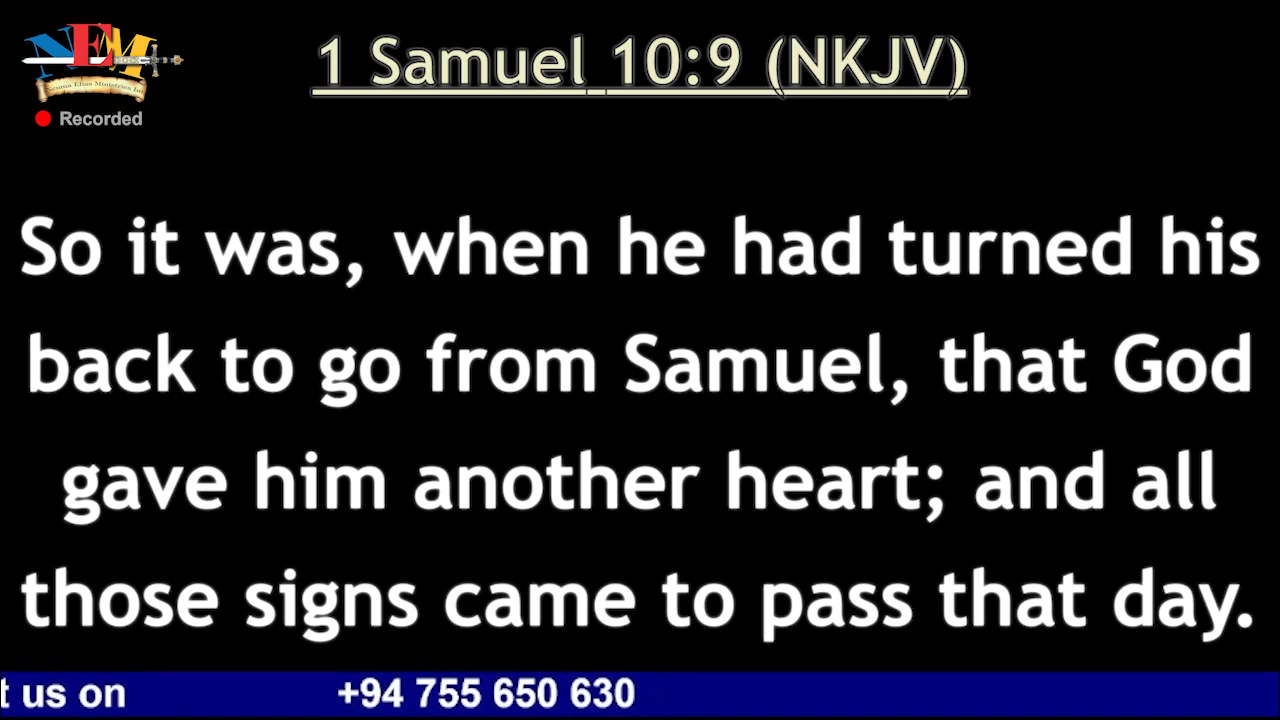 NEM
Recorded
1 Samuel 10:9 (NKJV)
So it was, when he had turned his
back to go from Samuel, that God
gave him another heart; and all
those signs came to pass that day.
t us on +94 755 650 630